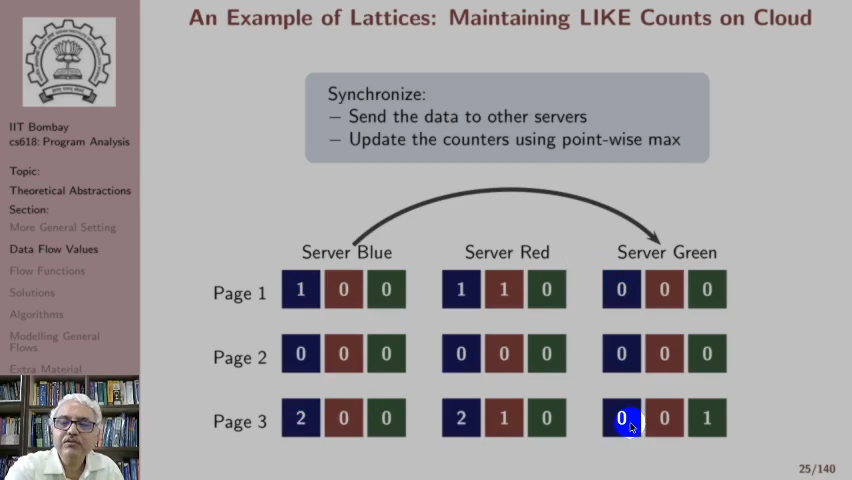 An Example of Lattices: Maintaining LIKE Counts on Cloud
IIT Bombay
cs618: Program Analysis
Topic:
Theoretical Abstractions
Section:
More General Setting
Data Flow Values
Flow Functions
Solutions
Algorithms
Modelling General
Flows
Extra Material
Synchronize:
– Send the data to other servers
– Update the counters using point-wise max
Server Blue Server Red Server Green
Page 1 1 0 0 1 1 0 0 0 0
Page 2 0 0 0 0 0 0 0 0 0
Page 3 2 0 0 2 1 0 0 0 1
25/140